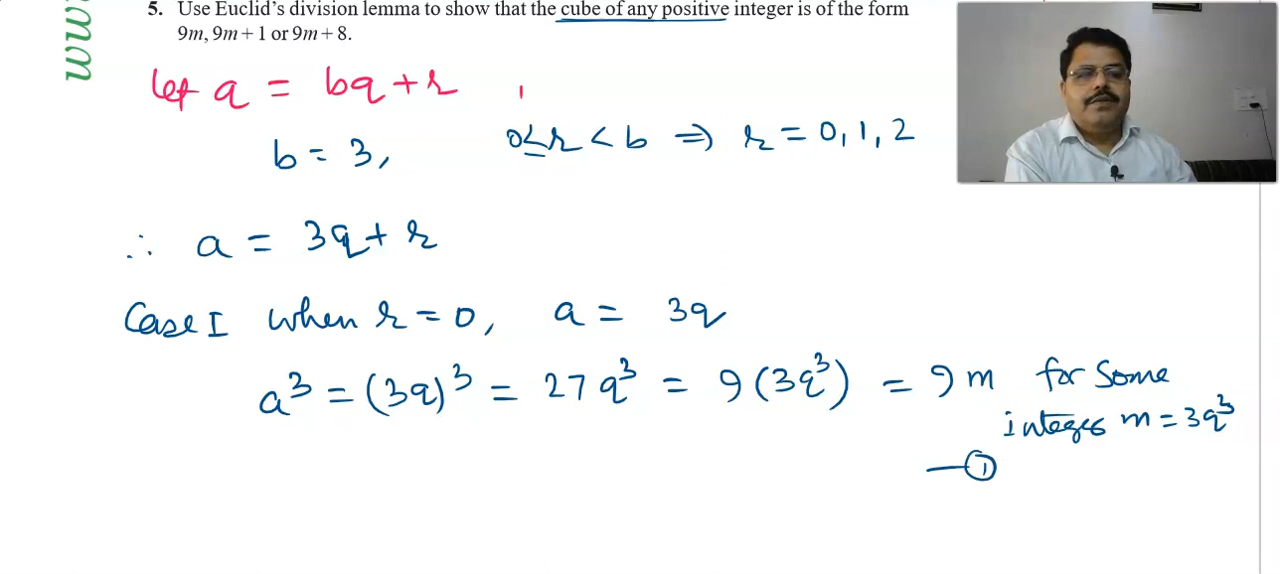 www
5. Use Euclid's division lemma to show that the cube of any positive integer is of the form
9m, 9m + 1 or 9m + 8.
let a = bq + r ,
b = 3, 0 ≤ r < b ⇒ r = 0, 1, 2
∴ a = 3q + r
Case I when r = 0, a = 3q
a³ = (3q)³ = 27q³ = 9(3q³) = 9m for some
integer m = 3q³
—①